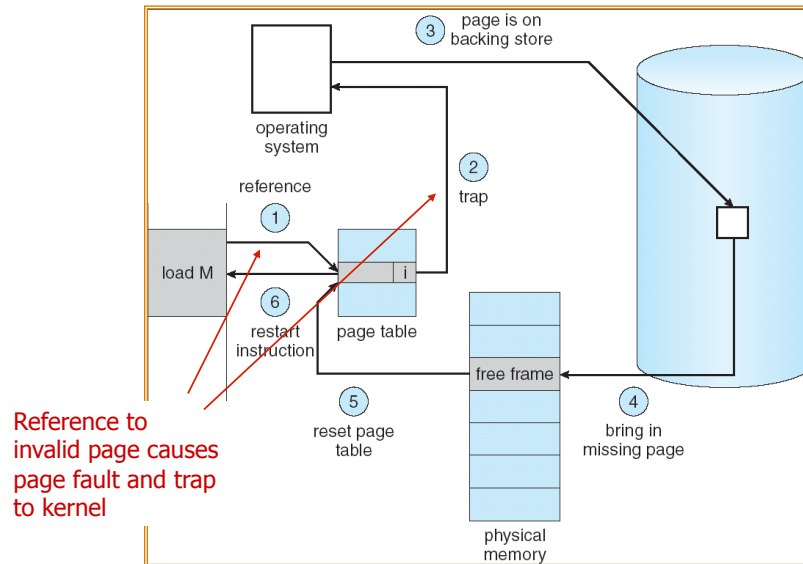 3
page is on
backing store
operating
system
2
trap
reference
1
load M
i
6
restart
instruction
page table
free frame
5
reset page
table
4
bring in
missing page
physical
memory
Reference to
invalid page causes
page fault and trap
to kernel